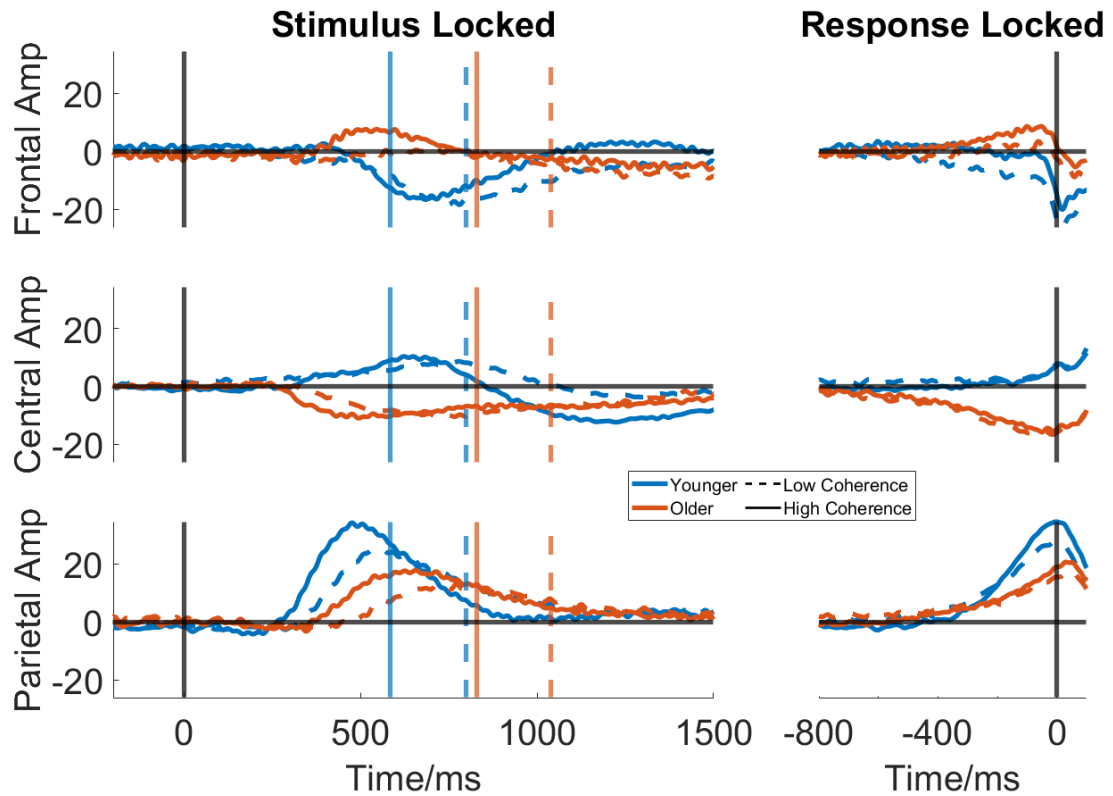 Stimulus Locked
Response Locked
Frontal Amp
20
0
-20
Central Amp
20
0
-20
Younger
Low Coherence
Older
High Coherence
Parietal Amp
20
0
-20
0
500
1000
1500
-800
-400
0
Time/ms
Time/ms